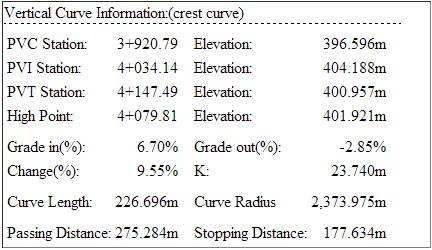 Vertical Curve Information:(crest curve)
PVC Station: 3+920.79 Elevation: 396.596m
PVI Station: 4+034.14 Elevation: 404.188m
PVT Station: 4+147.49 Elevation: 400.957m
High Point: 4+079.81 Elevation: 401.921m
Grade in(%): 6.70% Grade out(%): -2.85%
Change(%): 9.55% K: 23.740m
Curve Length: 226.696m Curve Radius 2,373.975m
Passing Distance: 275.284m Stopping Distance: 177.634m